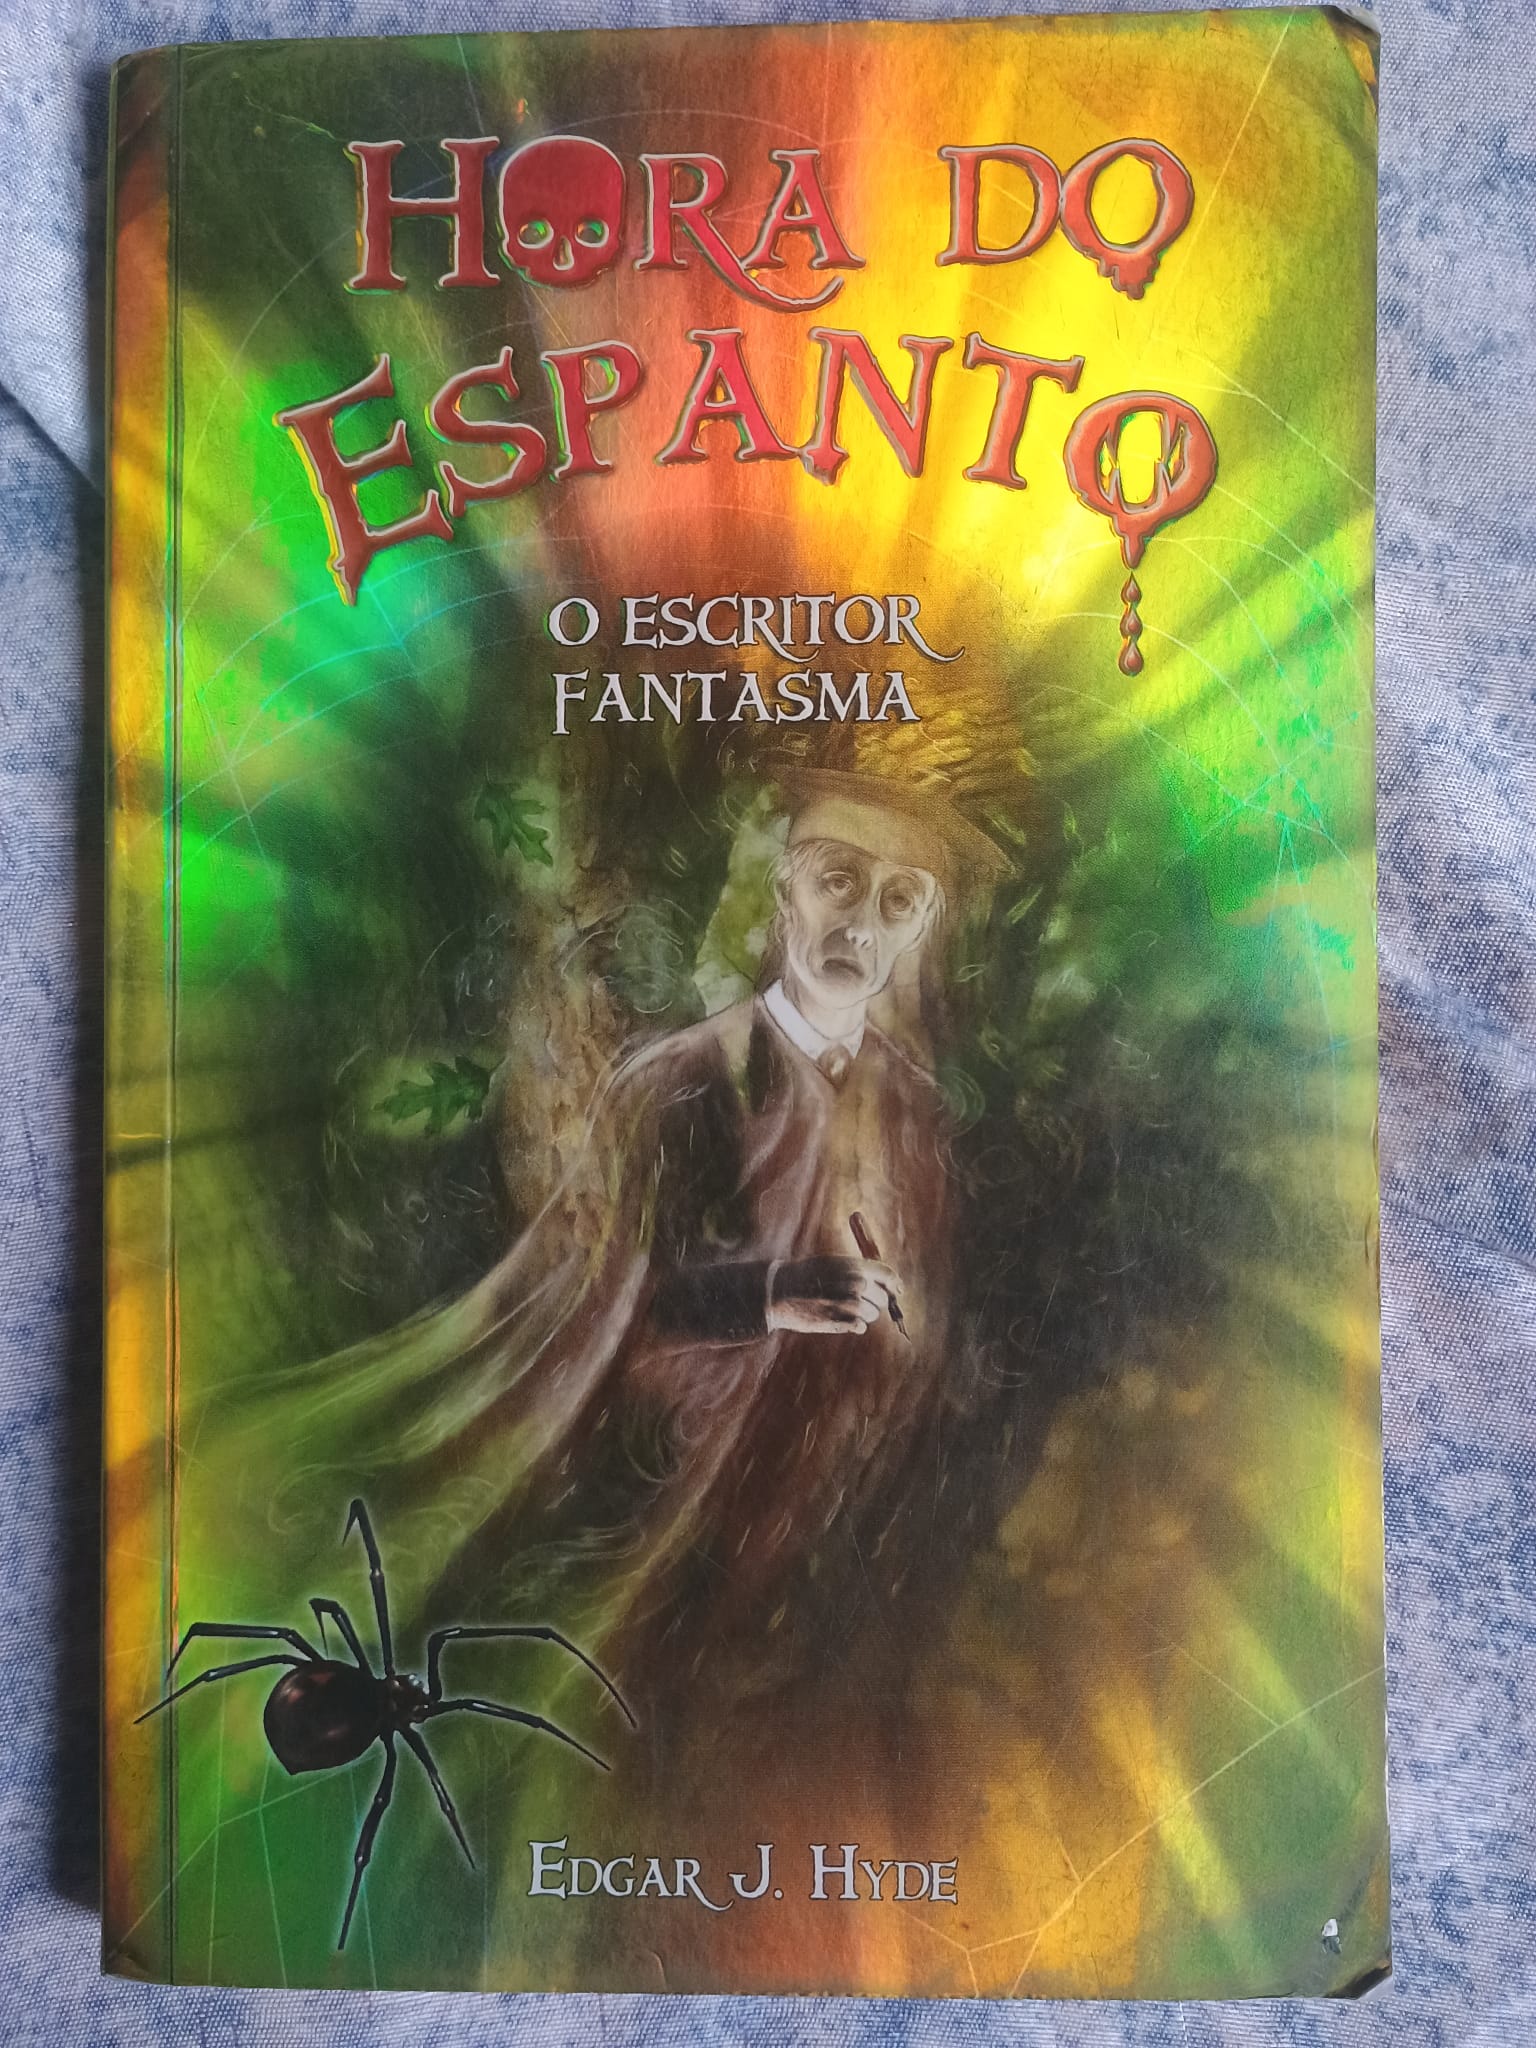 HORA DO
ESPANTO
O ESCRITOR
FANTASMA
EDGAR J. HYDE